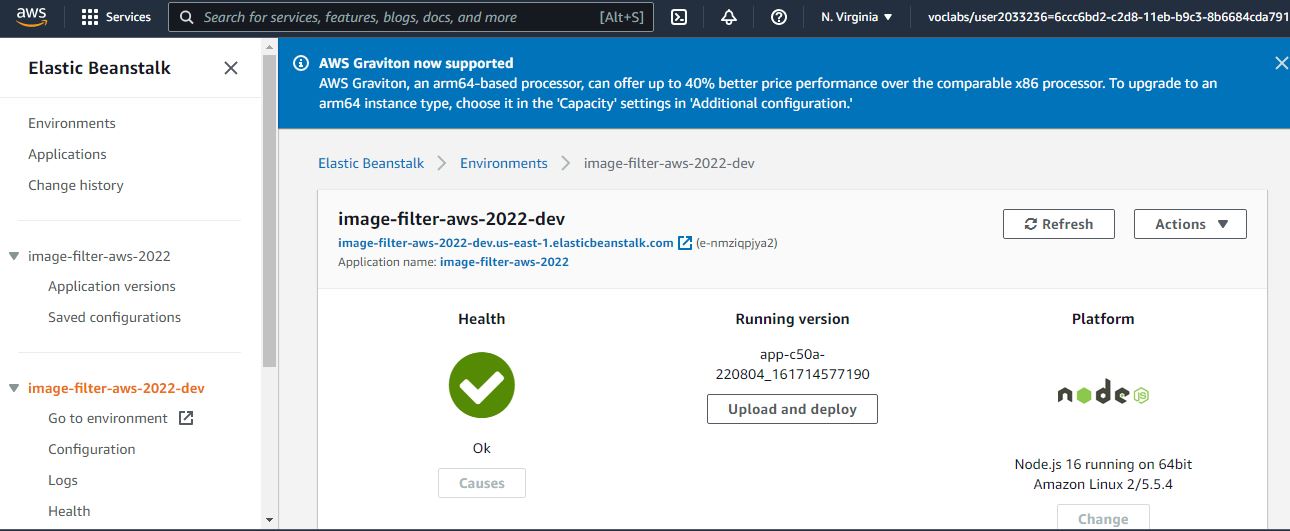 aws
Services
Search for services, features, blogs, docs, and more [Alt+S]
N. Virginia ▼
voclabs/user2033236=6ccc6bd2-c2d8-11eb-b9c3-8b6684cda791
Elastic Beanstalk
Environments
Applications
Change history
image-filter-aws-2022
Application versions
Saved configurations
image-filter-aws-2022-dev
Go to environment
Configuration
Logs
Health
AWS Graviton now supported
AWS Graviton, an arm64-based processor, can offer up to 40% better price performance over the comparable x86 processor. To upgrade to an
arm64 instance type, choose it in the 'Capacity' settings in 'Additional configuration.'
Elastic Beanstalk > Environments > image-filter-aws-2022-dev
image-filter-aws-2022-dev
image-filter-aws-2022-dev.us-east-1.elasticbeanstalk.com (e-nmziqpjya2)
Application name: image-filter-aws-2022
Refresh
Actions ▼
Health
Ok
Causes
Running version
app-c50a-
220804_161714577190
Upload and deploy
Platform
node JS
Node.js 16 running on 64bit
Amazon Linux 2/5.5.4
Change